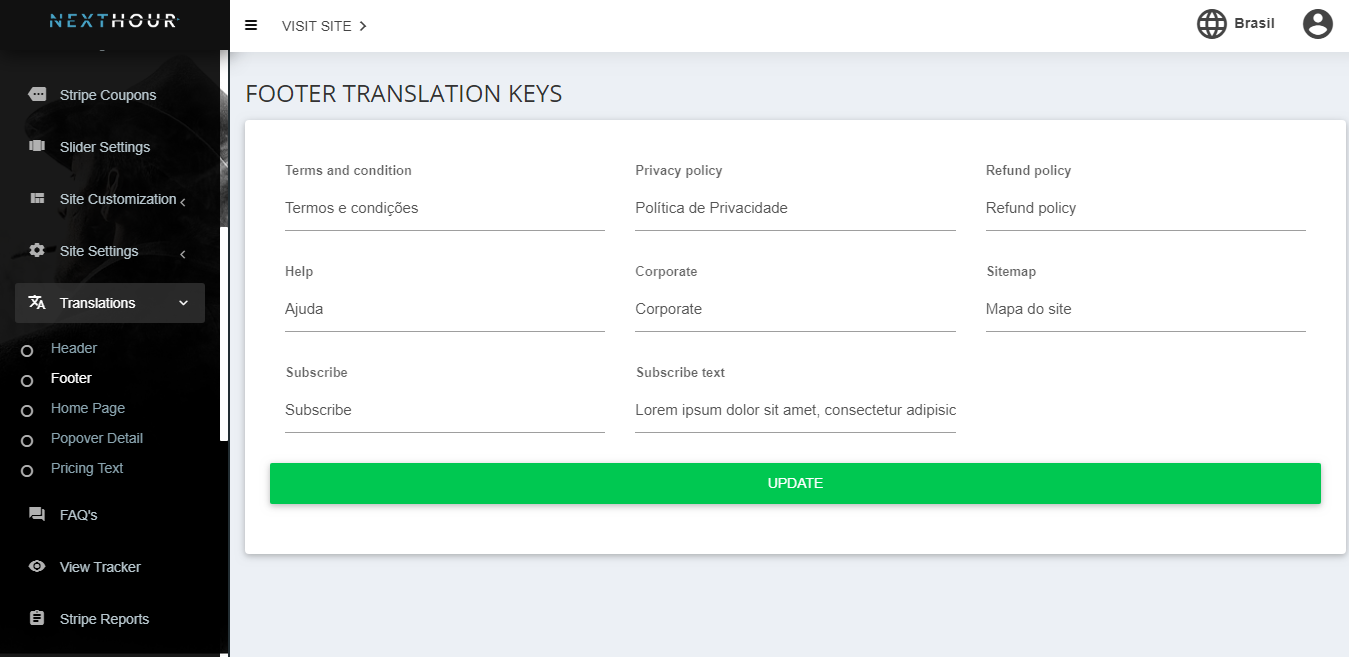 NEXTHOUR
VISIT SITE
Brasil
Stripe Coupons
Slider Settings
Site Customization
Site Settings
Translations
Header
Footer
Home Page
Popover Detail
Pricing Text
FAQ's
View Tracker
Stripe Reports
FOOTER TRANSLATION KEYS
Terms and condition
Termos e condições
Privacy policy
Política de Privacidade
Refund policy
Refund policy
Help
Ajuda
Corporate
Corporate
Sitemap
Mapa do site
Subscribe
Subscribe
Subscribe text
Lorem ipsum dolor sit amet, consectetur adipisic
UPDATE